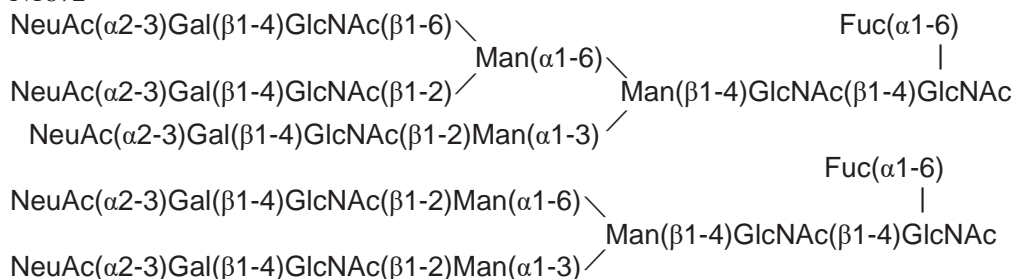 NeuAc(α2-3)Gal(β1-4)GlcNAc(β1-6) Fuc(α1-6)
Man(α1-6)
NeuAc(α2-3)Gal(β1-4)GlcNAc(β1-2) Man(β1-4)GlcNAc(β1-4)GlcNAc
NeuAc(α2-3)Gal(β1-4)GlcNAc(β1-2)Man(α1-3)
Fuc(α1-6)
NeuAc(α2-3)Gal(β1-4)GlcNAc(β1-2)Man(α1-6)
Man(β1-4)GlcNAc(β1-4)GlcNAc
NeuAc(α2-3)Gal(β1-4)GlcNAc(β1-2)Man(α1-3)